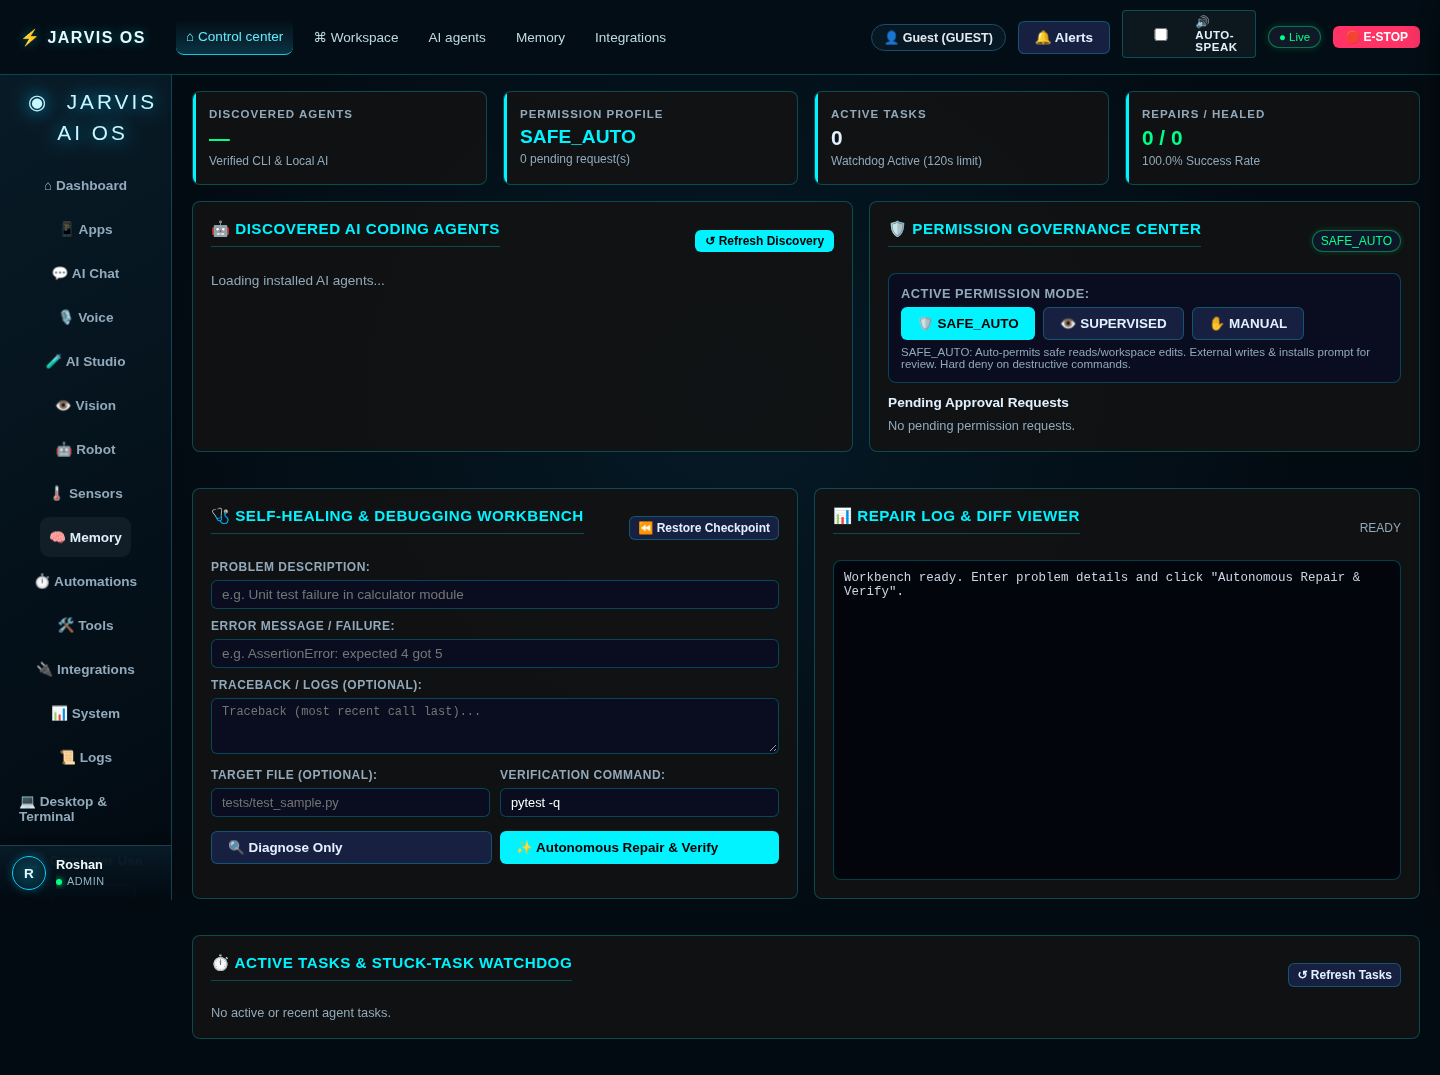 ⚡ JARVIS OS
⌂ Control center
⌘ Workspace
AI agents
Memory
Integrations
👤 Guest (GUEST)
🔔 Alerts
🔊 AUTO-SPEAK
● Live
🛑 E-STOP
◉ JARVIS
AI OS
⌂ Dashboard
📱 Apps
💬 AI Chat
🎙️ Voice
🧪 AI Studio
👁️ Vision
🤖 Robot
🌡️ Sensors
🧠 Memory
⏱️ Automations
🛠️ Tools
🔌 Integrations
📊 System
📜 Logs
💻 Desktop &
Terminal
R
Roshan
ADMIN
DISCOVERED AGENTS
—
Verified CLI & Local AI
PERMISSION PROFILE
SAFE_AUTO
0 pending request(s)
ACTIVE TASKS
0
Watchdog Active (120s limit)
REPAIRS / HEALED
0 / 0
100.0% Success Rate
🤖 DISCOVERED AI CODING AGENTS
↺ Refresh Discovery
Loading installed AI agents...
🛡️ PERMISSION GOVERNANCE CENTER
SAFE_AUTO
ACTIVE PERMISSION MODE:
🛡️ SAFE_AUTO
👁️ SUPERVISED
✋ MANUAL
SAFE_AUTO: Auto-permits safe reads/workspace edits. External writes & installs prompt for
review. Hard deny on destructive commands.
Pending Approval Requests
No pending permission requests.
🩺 SELF-HEALING & DEBUGGING WORKBENCH
⏪ Restore Checkpoint
PROBLEM DESCRIPTION:
e.g. Unit test failure in calculator module
ERROR MESSAGE / FAILURE:
e.g. AssertionError: expected 4 got 5
TRACEBACK / LOGS (OPTIONAL):
Traceback (most recent call last)...
TARGET FILE (OPTIONAL):
VERIFICATION COMMAND:
tests/test_sample.py
pytest -q
🔍 Diagnose Only
✨ Autonomous Repair & Verify
📊 REPAIR LOG & DIFF VIEWER
READY
Workbench ready. Enter problem details and click "Autonomous Repair &
Verify".
⏱️ ACTIVE TASKS & STUCK-TASK WATCHDOG
↺ Refresh Tasks
No active or recent agent tasks.